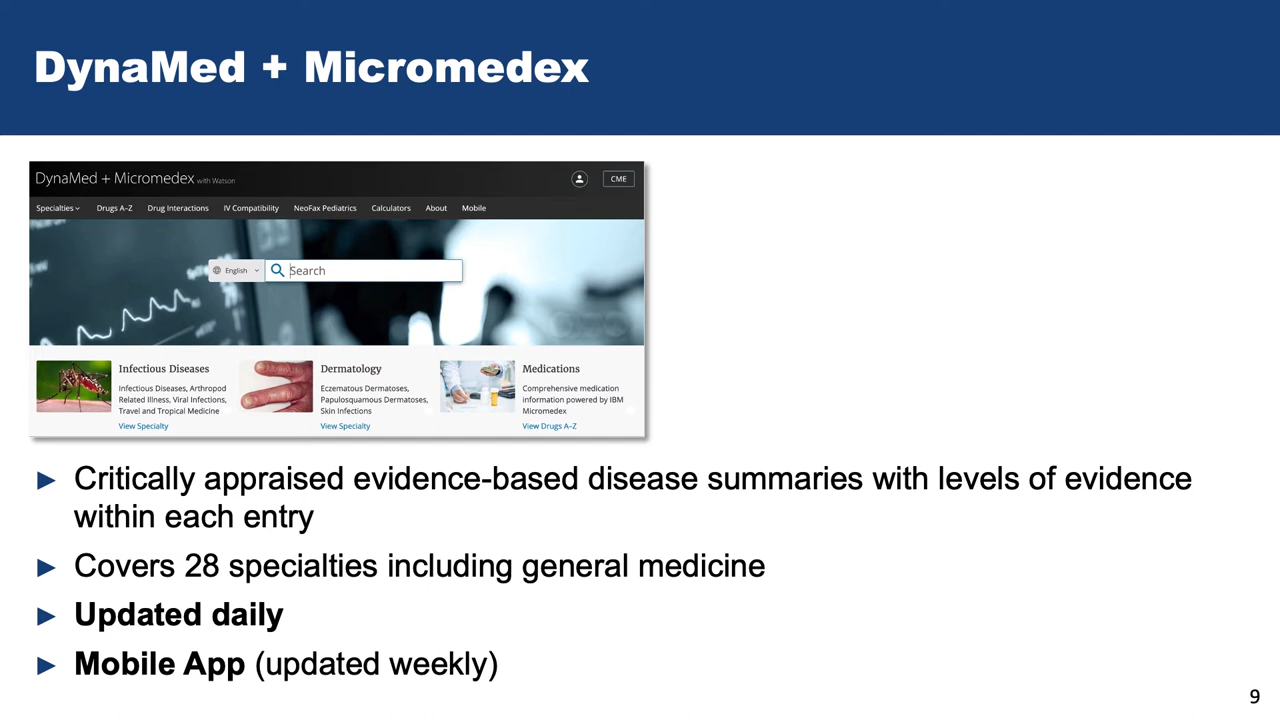 DynaMed + Micromedex
DynaMed + Micromedex with Watson
CME
Specialties Drugs A–Z Drug Interactions IV Compatibility NeoFax Pediatrics Calculators About Mobile
English
Search
Infectious Diseases
Infectious Diseases, Arthropod
Related Illness, Viral Infections,
Travel and Tropical Medicine
View Specialty
Dermatology
Eczematous Dermatoses,
Papulosquamous Dermatoses,
Skin Infections
View Specialty
Medications
Comprehensive medication
information powered by IBM
Micromedex
View Drugs A–Z
► Critically appraised evidence-based disease summaries with levels of evidence
within each entry
► Covers 28 specialties including general medicine
► Updated daily
► Mobile App (updated weekly)
9